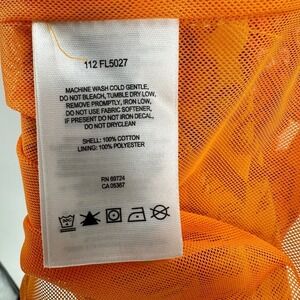 112 FL5027
MACHINE WASH COLD GENTLE,
DO NOT BLEACH, TUMBLE DRY LOW,
REMOVE PROMPTLY, IRON LOW,
DO NOT USE FABRIC SOFTENER,
IF PRESENT DO NOT IRON DECAL,
DO NOT DRYCLEAN
SHELL: 100% COTTON
LINING: 100% POLYESTER
RN 69724
CA 05367